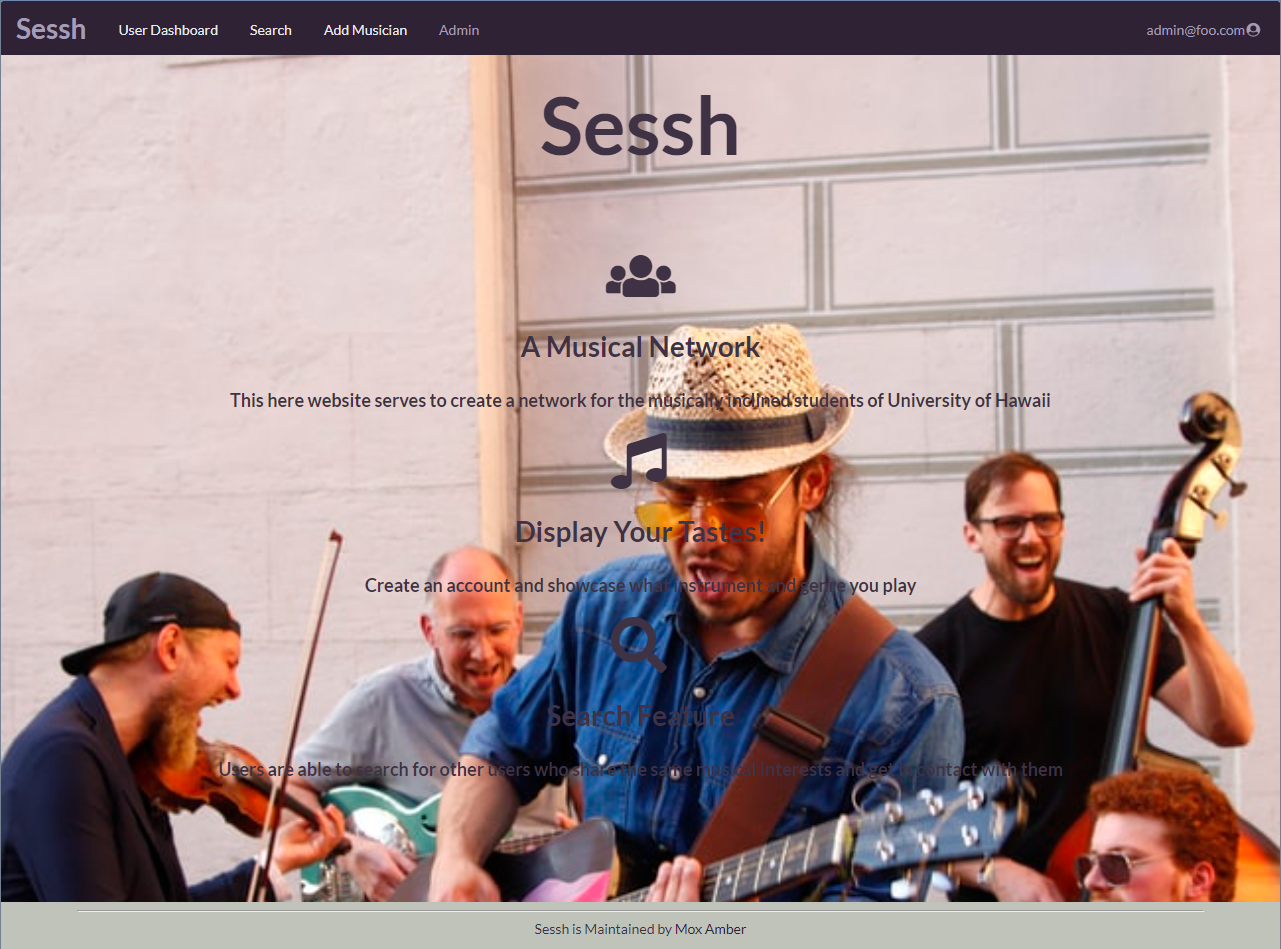 Sessh User Dashboard Search Add Musician Admin admin@foo.com
Sessh
A Musical Network
This here website serves to create a network for the musically inclined students of University of Hawaii
Display Your Tastes!
Create an account and showcase what instrument and genre you play
Search Feature
Users are able to search for other users who share the same musical interests and get in contact with them
Sessh is Maintained by Mox Amber